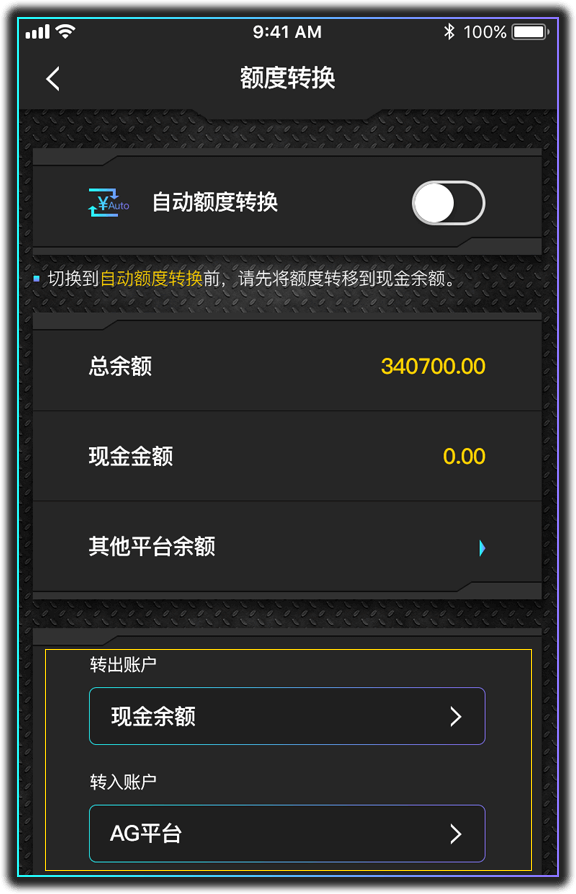 9:41 AM 100%
额度转换
¥Auto 自动额度转换
切换到自动额度转换前，请先将额度转移到现金余额。
总余额 340700.00
现金金额 0.00
其他平台余额
转出账户
现金余额
转入账户
AG平台